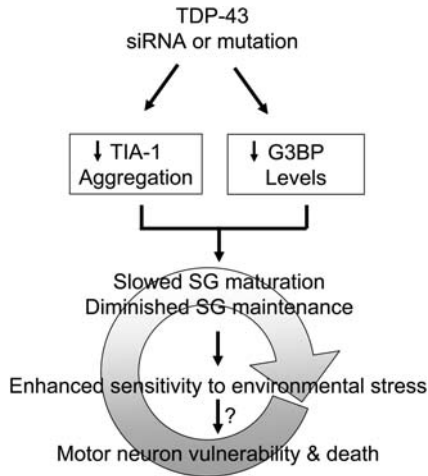 TDP-43
siRNA or mutation
↓ TIA-1
Aggregation
↓ G3BP
Levels
Slowed SG maturation
Diminished SG maintenance
Enhanced sensitivity to environmental stress
?
Motor neuron vulnerability & death